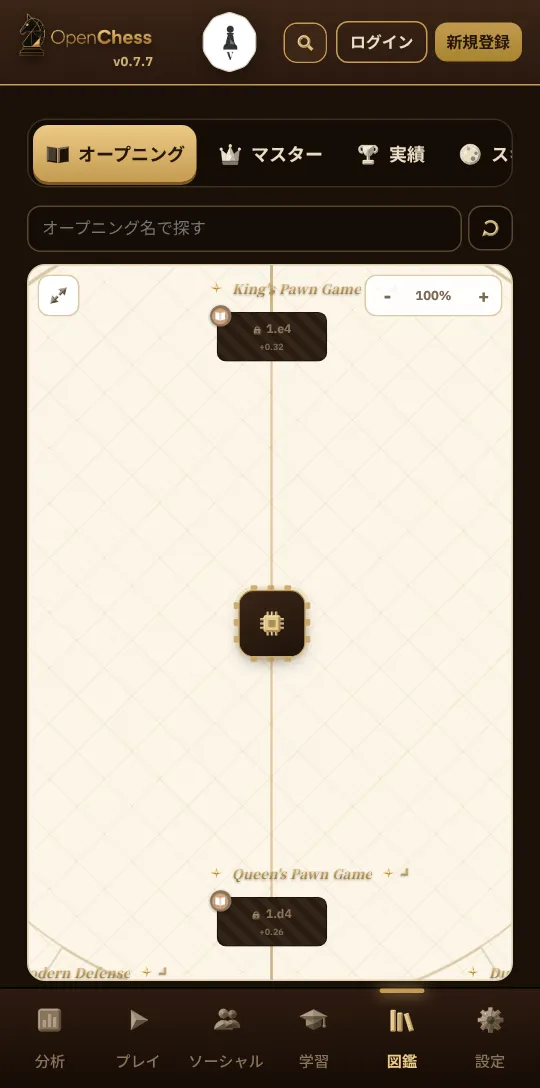 OpenChess
v0.7.7
V
ログイン
新規登録
オープニング
マスター
実績
オープニング名で探す
King's Pawn Game
- 100% +
1.e4
+0.32
Queen's Pawn Game
1.d4
+0.26
分析
プレイ
ソーシャル
学習
図鑑
設定